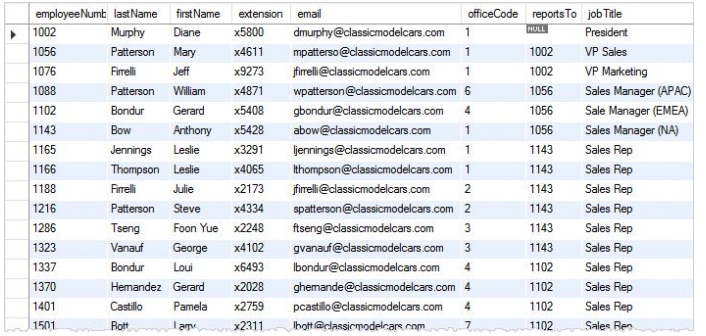 employeeNumb lastName firstName extension email officeCode reportsTo jobTitle
1002 Murphy Diane x5800 dmurphy@classicmodelcars.com 1 NULL President
1056 Patterson Mary x4611 mpatterso@classicmodelcars.com 1 1002 VP Sales
1076 Firrelli Jeff x9273 jfirrelli@classicmodelcars.com 1 1002 VP Marketing
1088 Patterson William x4871 wpatterson@classicmodelcars.com 6 1056 Sales Manager (APAC)
1102 Bondur Gerard x5408 gbondur@classicmodelcars.com 4 1056 Sale Manager (EMEA)
1143 Bow Anthony x5428 abow@classicmodelcars.com 1 1056 Sales Manager (NA)
1165 Jennings Leslie x3291 ljennings@classicmodelcars.com 1 1143 Sales Rep
1166 Thompson Leslie x4065 lthompson@classicmodelcars.com 1 1143 Sales Rep
1188 Firrelli Julie x2173 jfirrelli@classicmodelcars.com 2 1143 Sales Rep
1216 Patterson Steve x4334 spatterson@classicmodelcars.com 2 1143 Sales Rep
1286 Tseng Foon Yue x2248 ftseng@classicmodelcars.com 3 1143 Sales Rep
1323 Vanauf George x4102 gvanauf@classicmodelcars.com 3 1143 Sales Rep
1337 Bondur Loui x6493 lbondur@classicmodelcars.com 4 1102 Sales Rep
1370 Hernandez Gerard x2028 ghernande@classicmodelcars.com 4 1102 Sales Rep
1401 Castillo Pamela x2759 pcastillo@classicmodelcars.com 4 1102 Sales Rep
1501 Bott Larry x2311 lbott@classicmodelcars.com 7 1102 Sales Rep